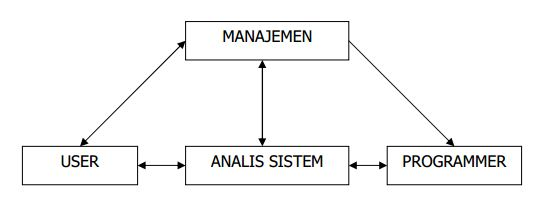 MANAJEMEN
USER
ANALIS SISTEM
PROGRAMMER